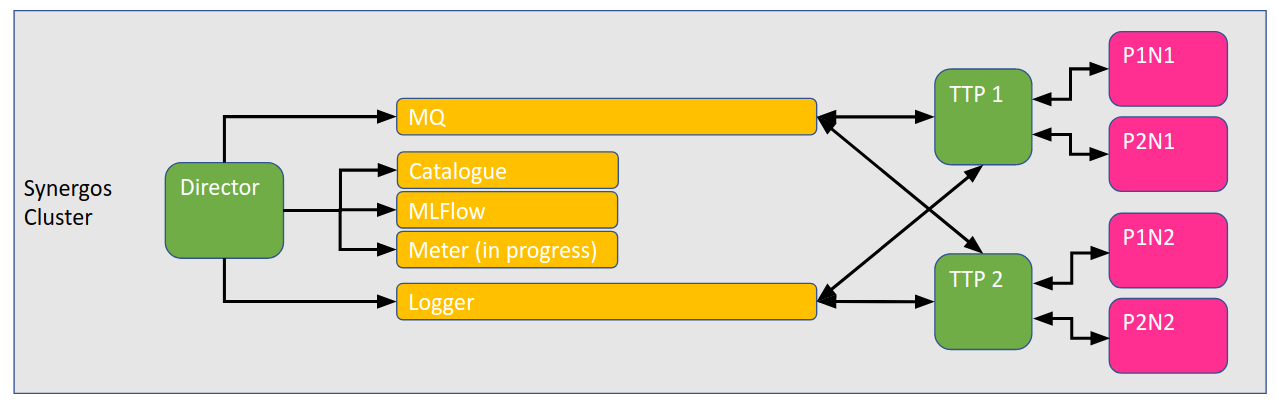 Synergos
Cluster
Director
MQ
Catalogue
MLFlow
Meter (in progress)
Logger
TTP 1
TTP 2
P1N1
P2N1
P1N2
P2N2